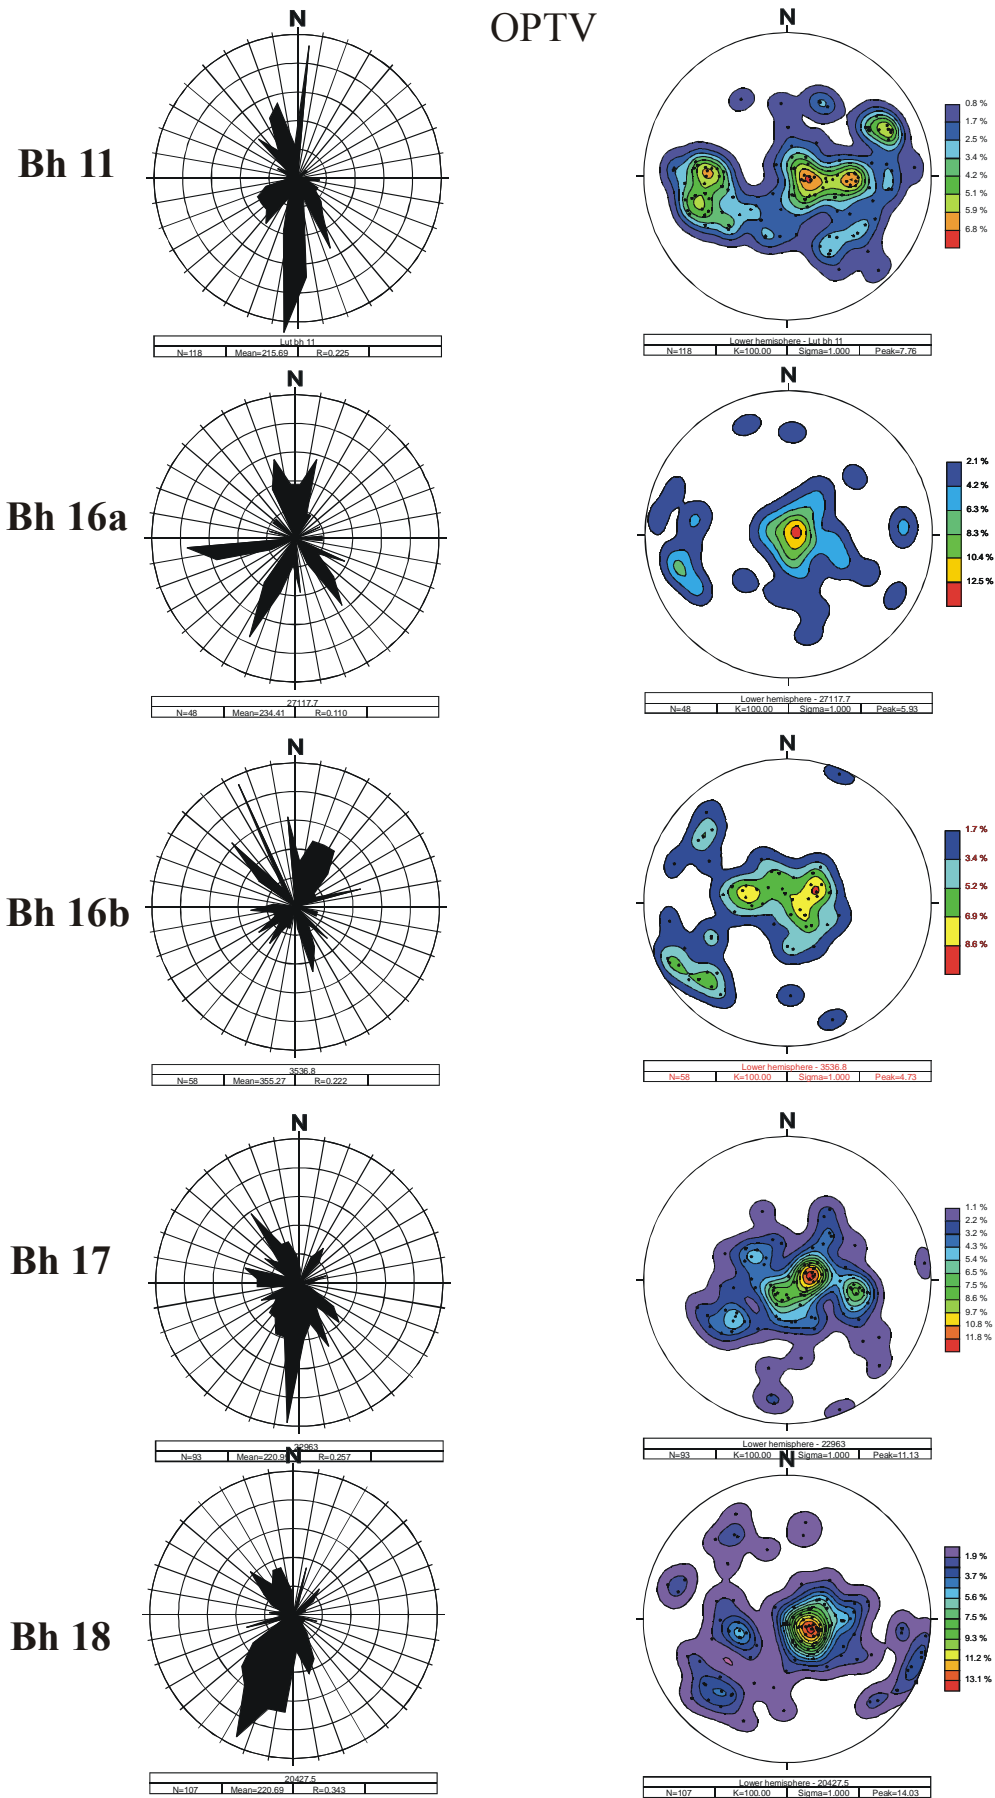 OPTV
N
N
Bh 11
0.8 %
1.7 %
2.5 %
3.4 %
4.2 %
5.1 %
5.9 %
6.8 %
Lut bh 11
N=118 Mean=215.69 R=0.225
Lower hemisphere - Lut bh 11
N=118 K=100.00 Sigma=1.000 Peak=7.76
N
N
Bh 16a
2.1 %
4.2 %
6.3 %
8.3 %
10.4 %
12.5 %
27117.7
N=48 Mean=234.41 R=0.110
Lower hemisphere - 27117.7
N=48 K=100.00 Sigma=1.000 Peak=5.93
N
N
Bh 16b
1.7 %
3.4 %
5.2 %
6.9 %
8.6 %
3536.8
N=58 Mean=355.27 R=0.222
Lower hemisphere - 3536.8
N=58 K=100.00 Sigma=1.000 Peak=4.73
N
N
Bh 17
1.1 %
2.2 %
3.2 %
4.3 %
5.4 %
6.5 %
7.5 %
8.6 %
9.7 %
10.8 %
11.8 %
22963
N=93 R=0.257
Lower hemisphere - 22963
N=93 K=100.00 Sigma=1.000 Peak=11.13
N
N
Bh 18
1.9 %
3.7 %
5.6 %
7.5 %
9.3 %
11.2 %
13.1 %
20427.5
N=107 Mean=220.69 R=0.343
Lower hemisphere - 20427.5
N=107 K=100.00 Sigma=1.000 Peak=14.03